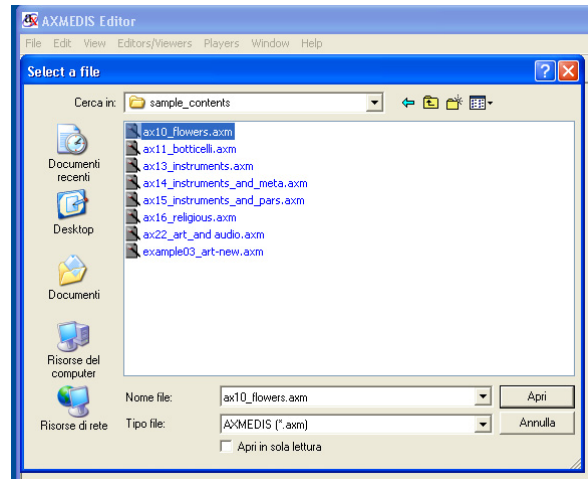 AXMEDIS Editor
File Edit View Editors/Viewers Players Window Help
Select a file
Cerca in: sample_contents
ax10_flowers.axm
ax11_botticelli.axm
ax13_instruments.axm
ax14_instruments_and_meta.axm
ax15_instruments_and_pars.axm
ax16_religious.axm
ax22_art_and audio.axm
example03_art-new.axm
Documenti
recenti
Desktop
Documenti
Risorse del
computer
Risorse di rete
Nome file: ax10_flowers.axm Apri
Tipo file: AXMEDIS (*.axm) Annulla
Apri in sola lettura